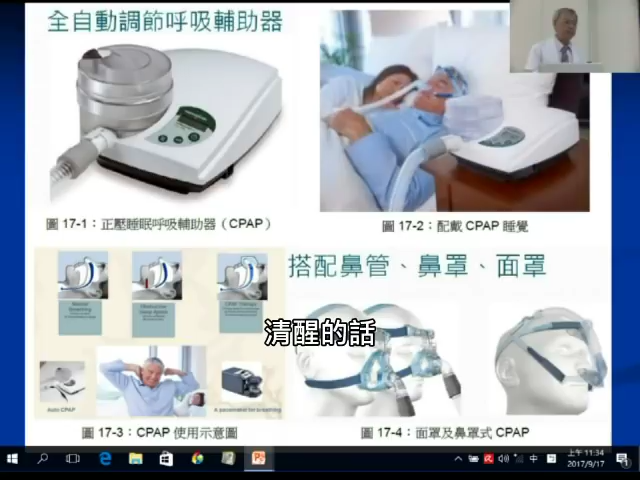 全自動調節呼吸輔助器
圖 17-1：正壓睡眠呼吸輔助器（CPAP）
圖 17-2：配戴 CPAP 睡覺
搭配鼻管、鼻罩、面罩
清醒的話
Auto CPAP
圖 17-3：CPAP 使用示意圖
圖 17-4：面罩及鼻罩式 CPAP
中
上午 11:34
2017/9/17